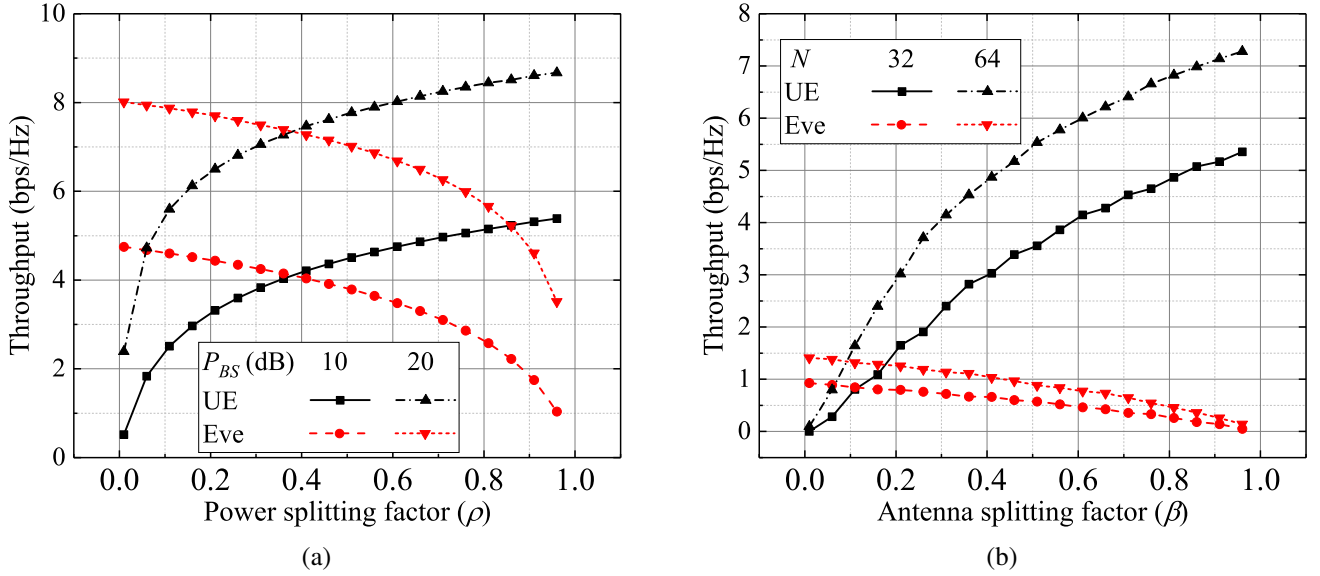 10
8
6
4
2
0
Throughput (bps/Hz)
P_BS (dB) 10 20
UE
Eve
0.0 0.2 0.4 0.6 0.8 1.0
Power splitting factor (ρ)
(a)
8
7
6
5
4
3
2
1
0
Throughput (bps/Hz)
N 32 64
UE
Eve
0.0 0.2 0.4 0.6 0.8 1.0
Antenna splitting factor (β)
(b)